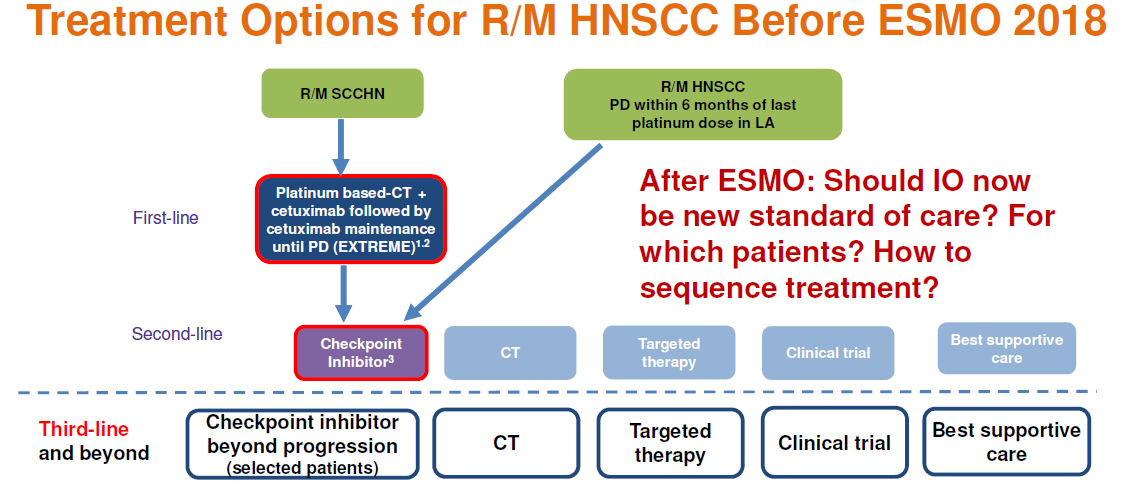 Treatment Options for R/M HNSCC Before ESMO 2018
R/M SCCHN
R/M HNSCC
PD within 6 months of last
platinum dose in LA
After ESMO: Should IO now
be new standard of care? For
which patients? How to
sequence treatment?
First-line
Platinum based-CT +
cetuximab followed by
cetuximab maintenance
until PD (EXTREME)1.2
Second-line
Checkpoint
Inhibitor3
CT
Targeted
therapy
Clinical trial
Best supportive
care
Third-line
and beyond
Checkpoint inhibitor
beyond progression
(selected patients)
CT
Targeted
therapy
Clinical trial
Best supportive
care